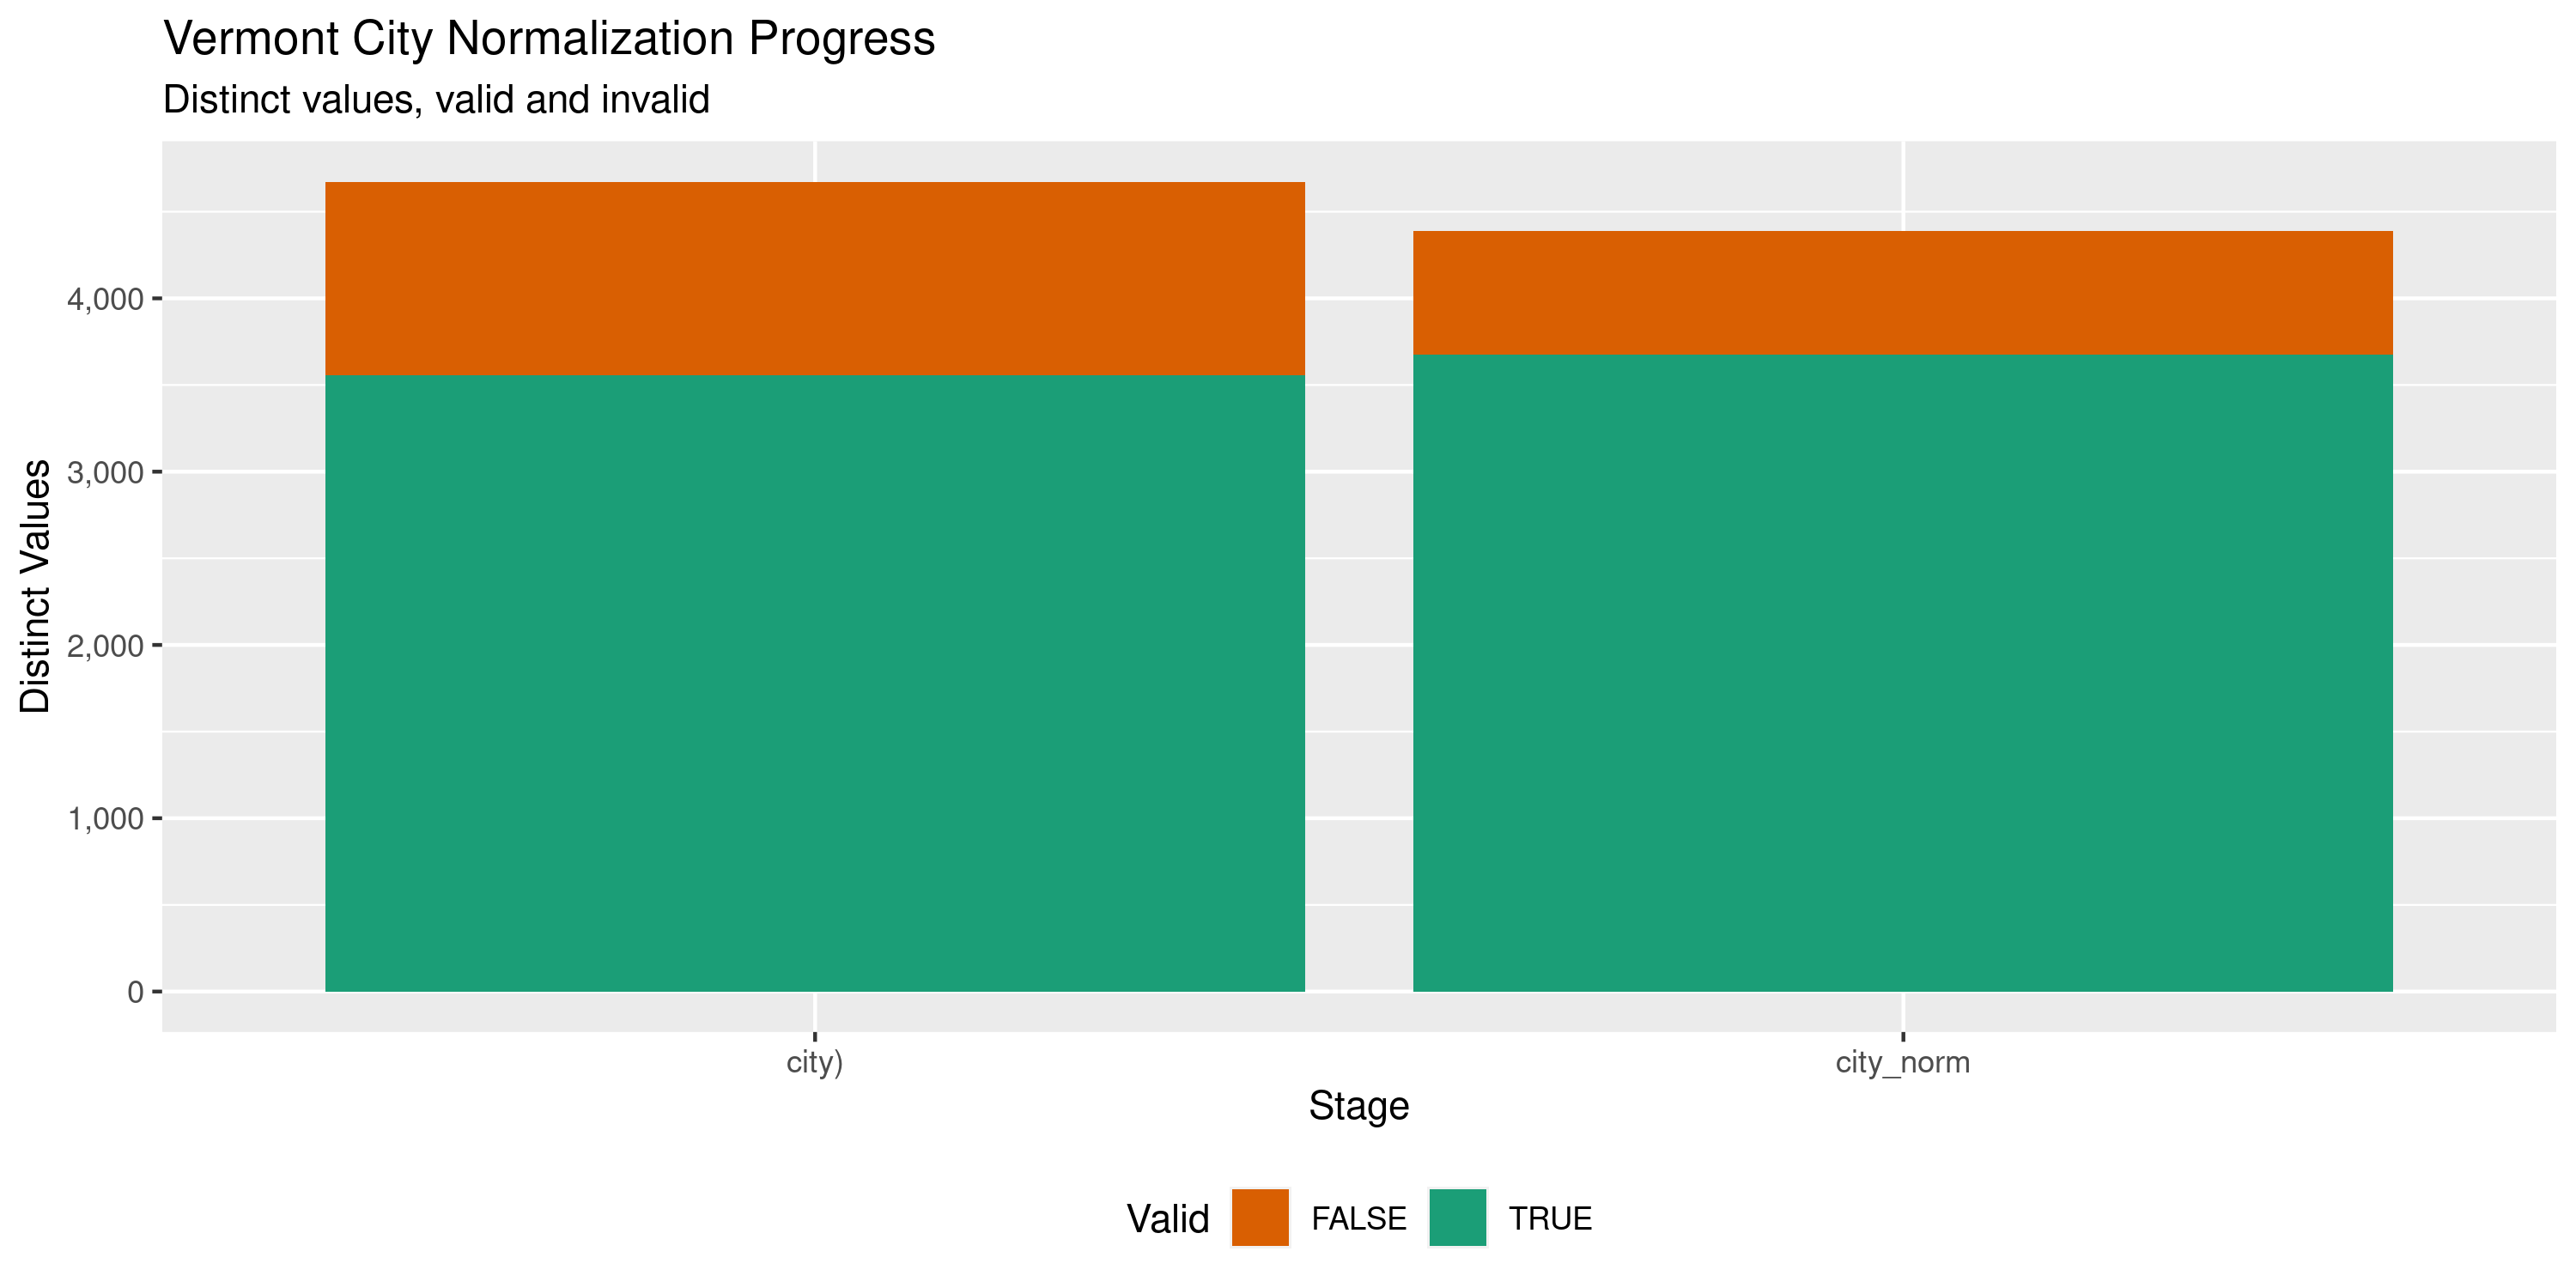 Vermont City Normalization Progress
Distinct values, valid and invalid
Distinct Values
4,000
3,000
2,000
1,000
0
city)
city_norm
Stage
Valid
FALSE
TRUE